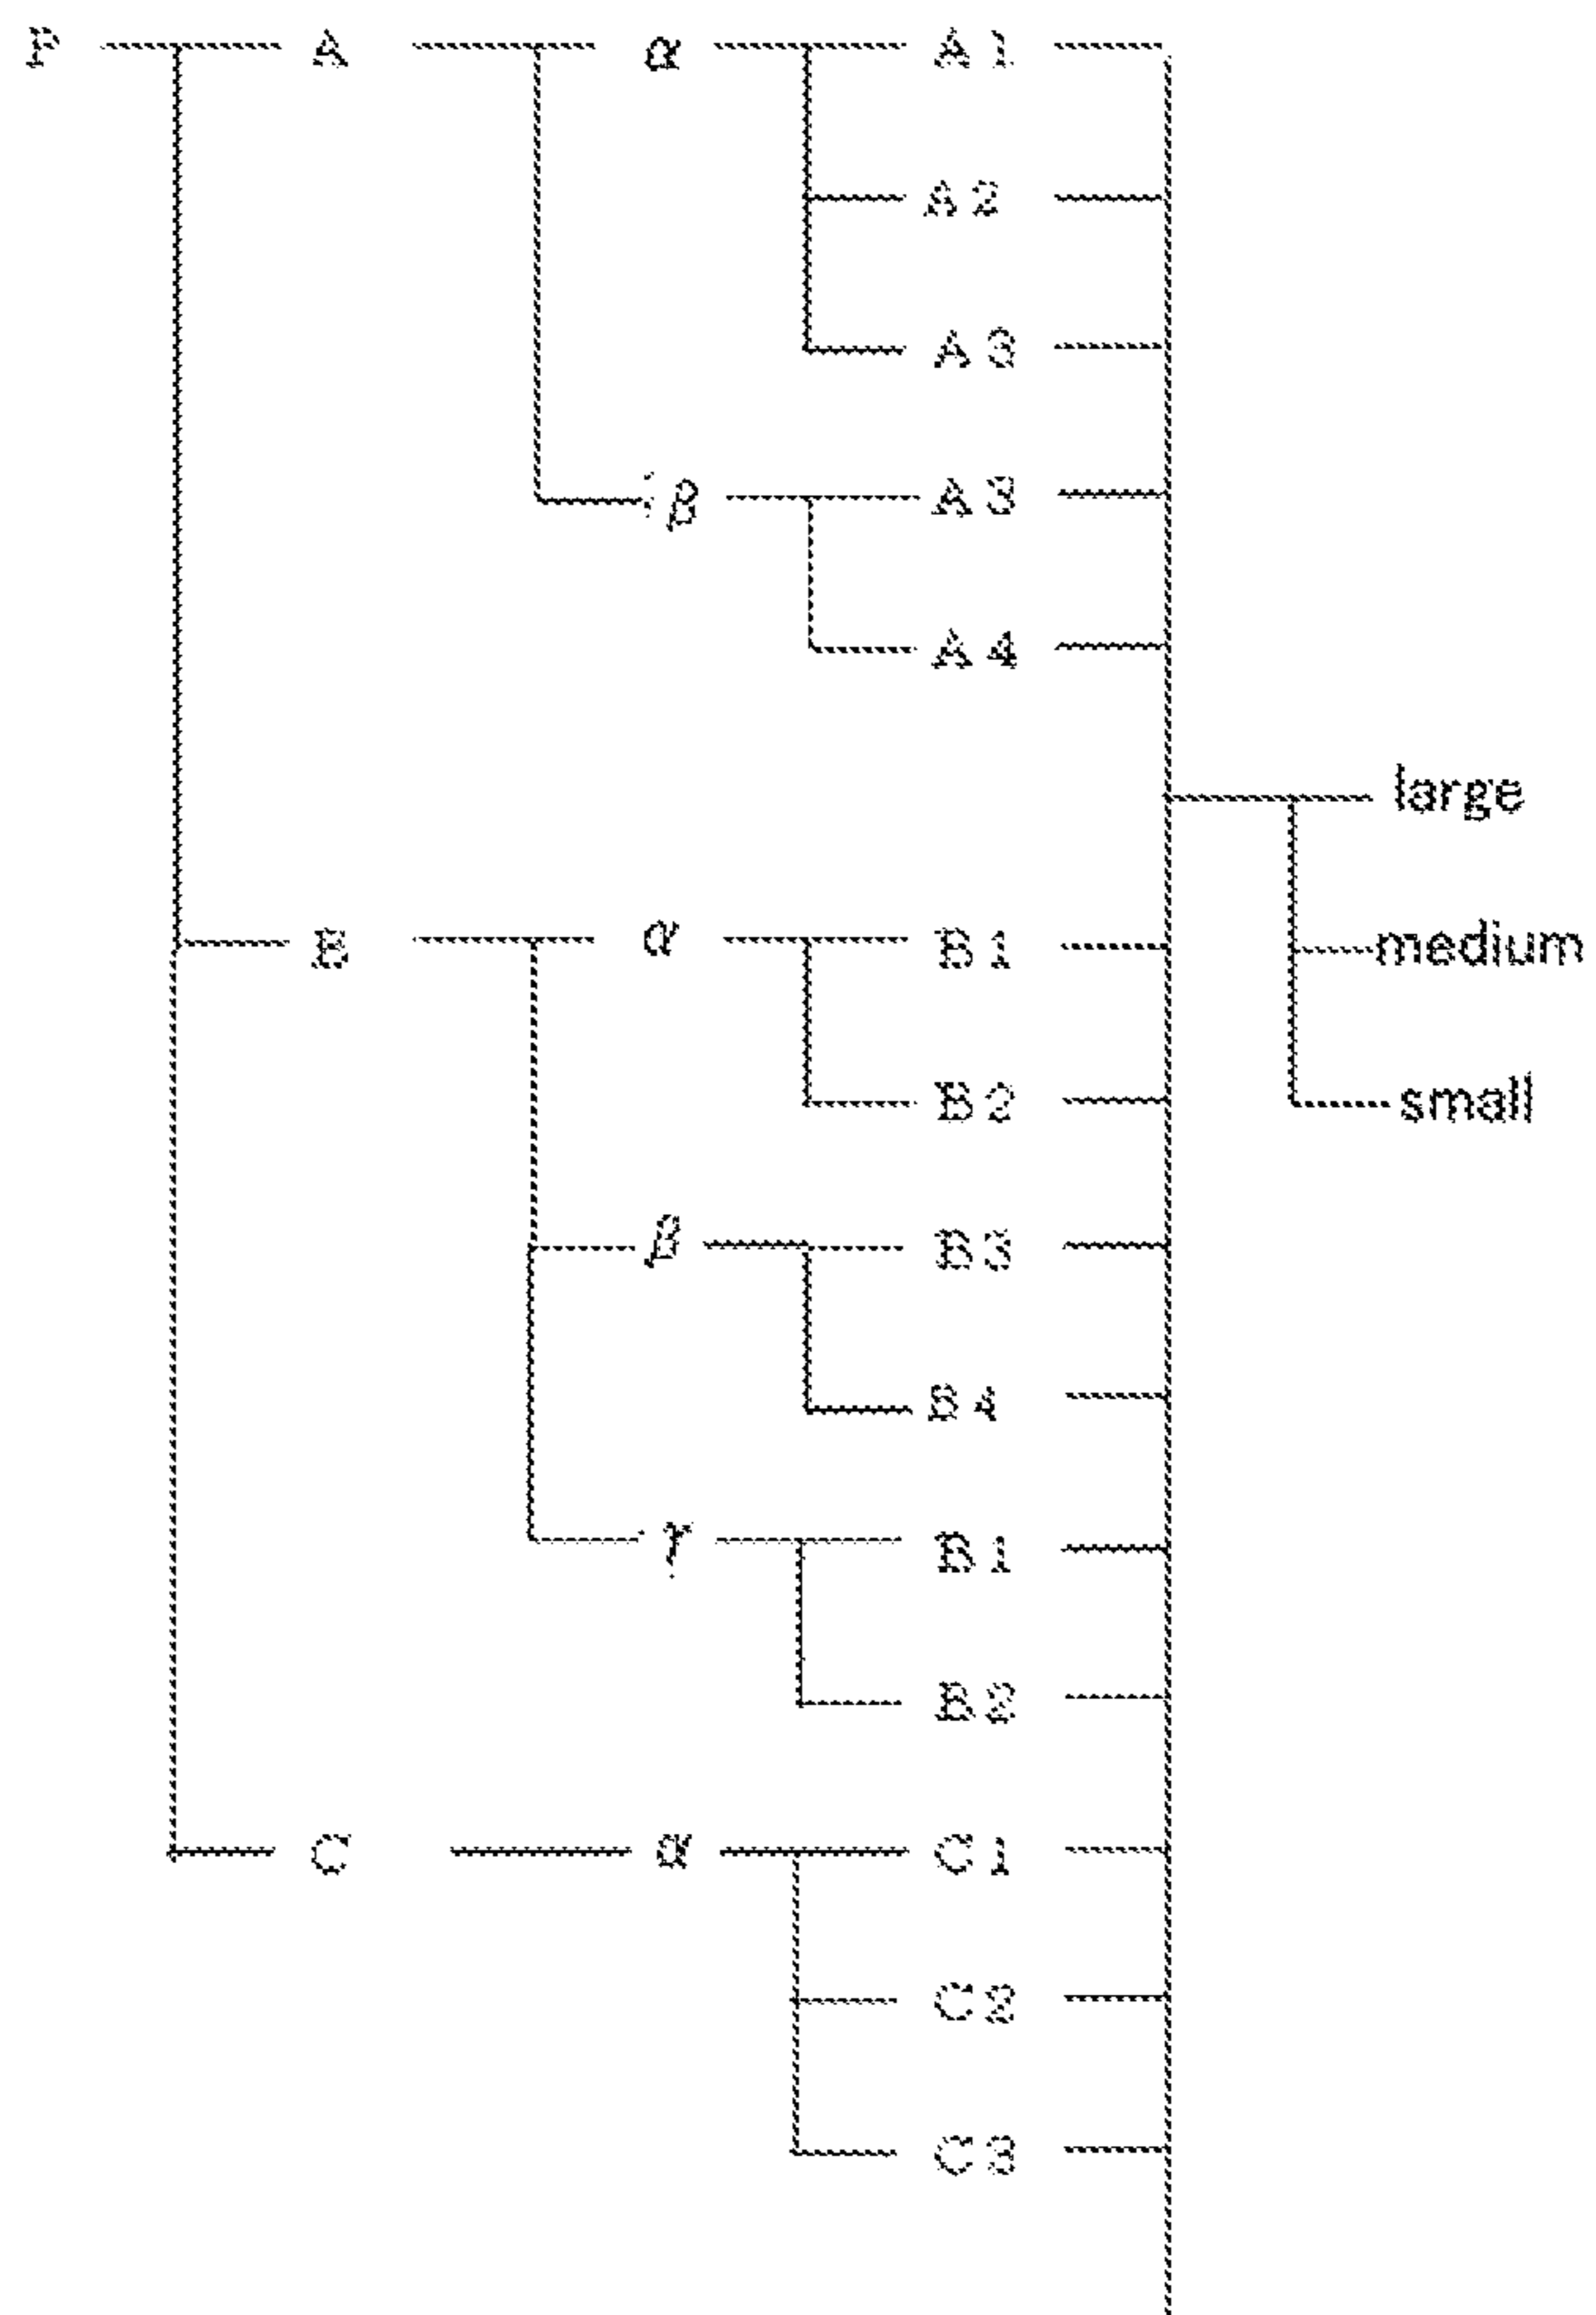 P A α A1
A2
A3
β A3
A4
large
B α B1 medium
B2 small
β B3
B4
γ B1
B2
C α C1
C2
C3